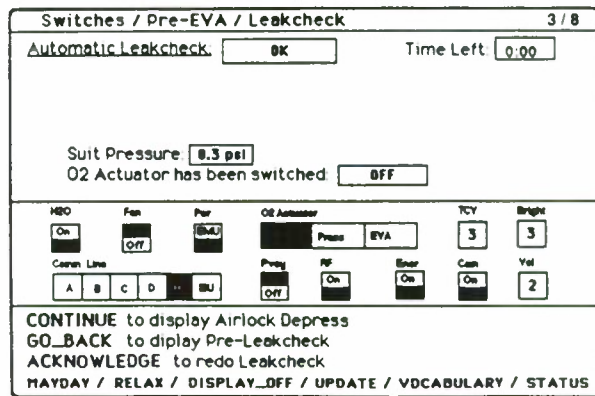 Switches / Pre-EVA / Leakcheck 3 / 8
Automatic Leakcheck: OK Time Left: 0:00
Suit Pressure: 0.3 psi
O2 Actuator has been switched: OFF
H2O Fan Pwr O2 Actuator TCV Bright
On Off EMU Press EVA 3 3
Comm Line Pvcy RF Encr Cam Vol
A B C D H BU Off On On On 2
CONTINUE to display Airlock Depress
GO_BACK to diplay Pre-Leakcheck
ACKNOWLEDGE to redo Leakcheck
MAYDAY / RELAX / DISPLAY_OFF / UPDATE / VOCABULARY / STATUS